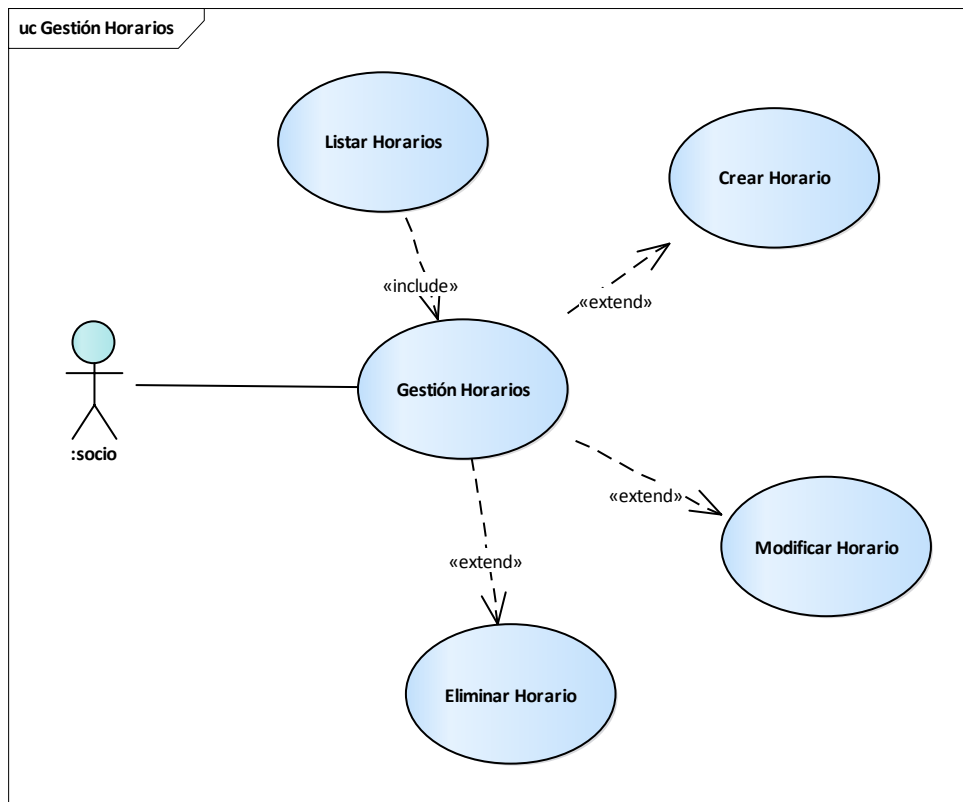 uc Gestión Horarios
Listar Horarios
Crear Horario
«include»
«extend»
Gestión Horarios
:socio
«extend»
Modificar Horario
«extend»
Eliminar Horario